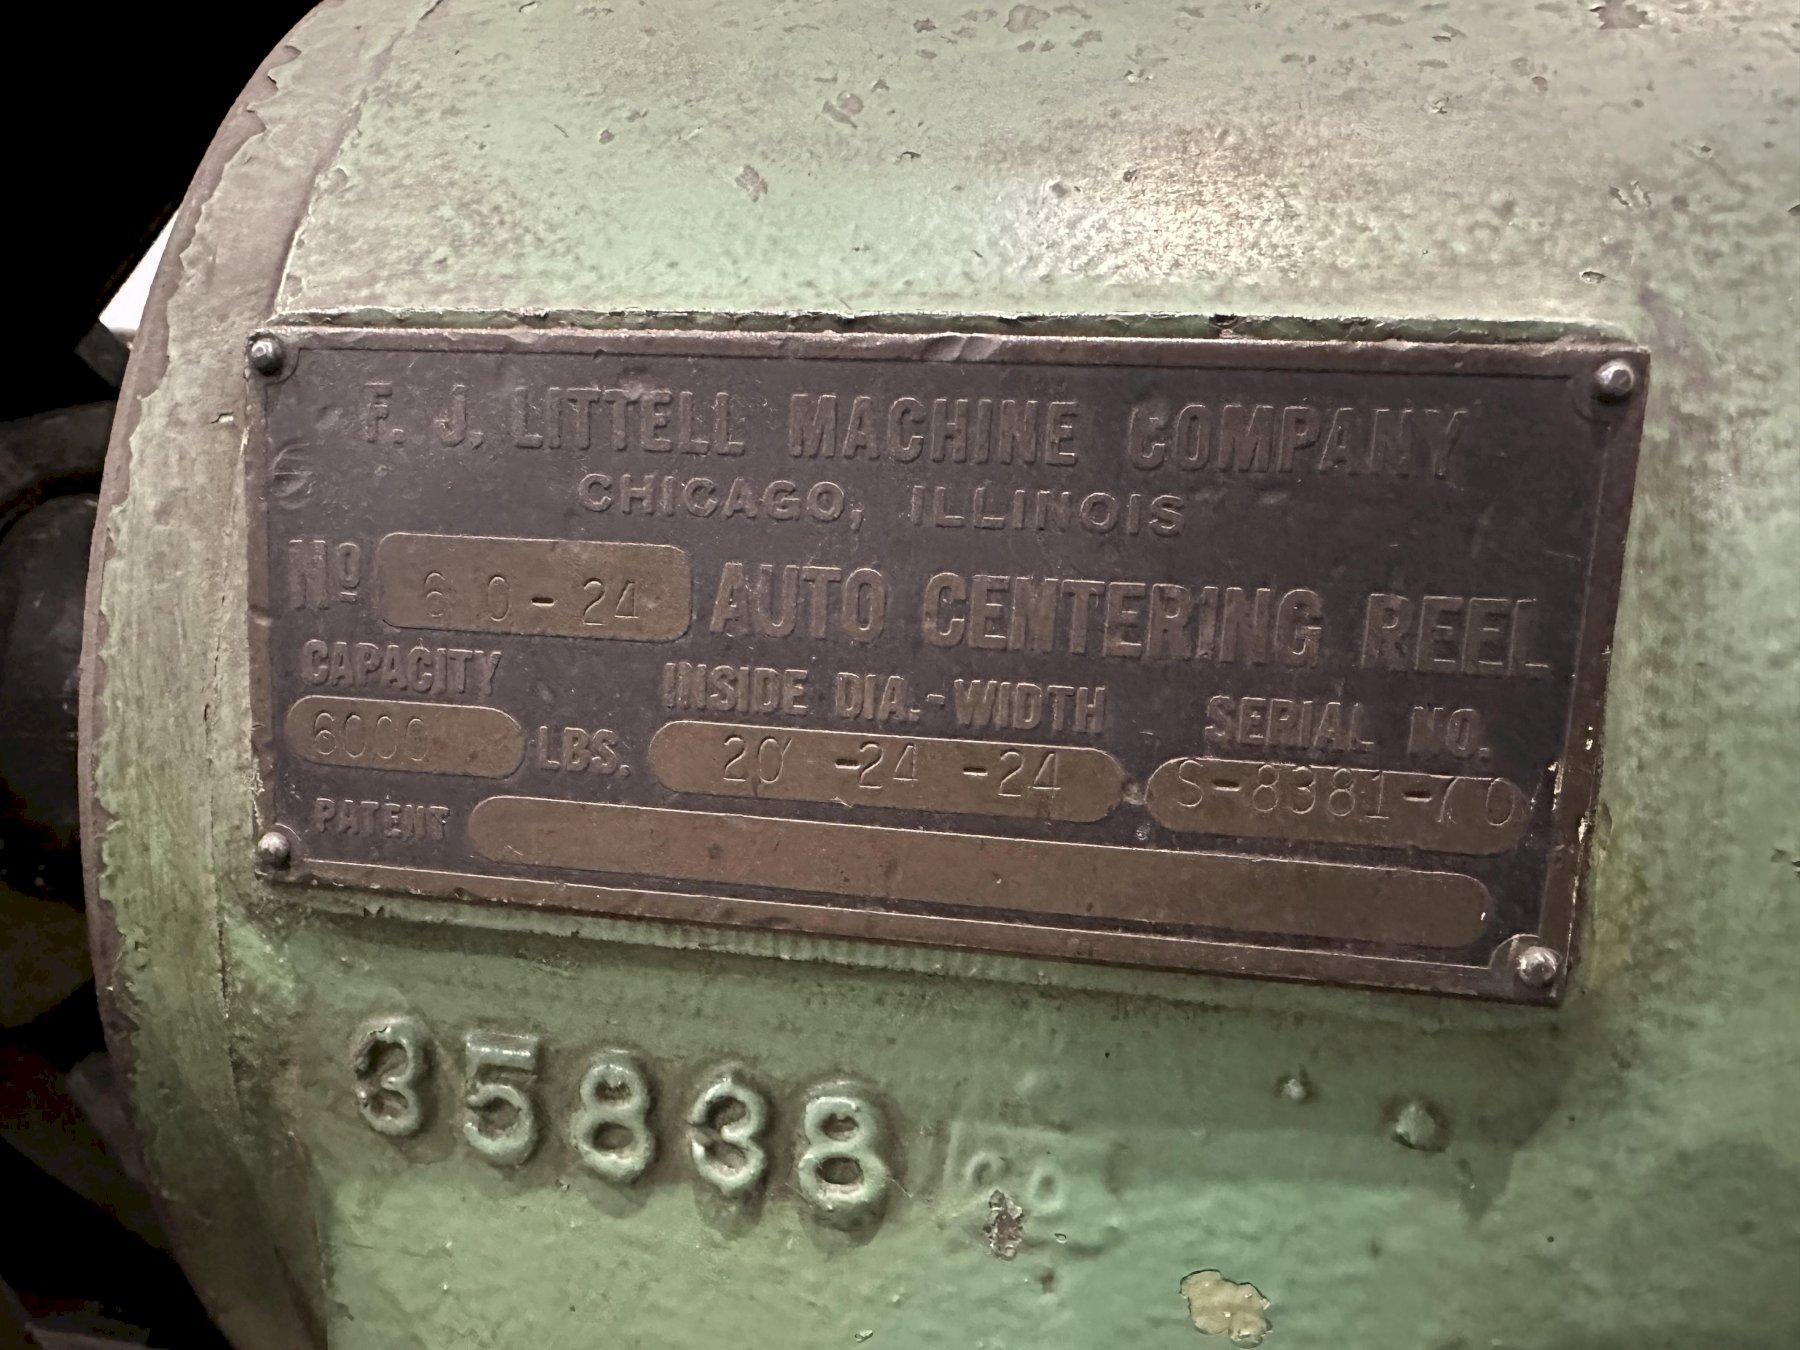 F. J. LITTELL MACHINE COMPANY
CHICAGO, ILLINOIS
Nº 60-24 AUTO CENTERING REEL
CAPACITY INSIDE DIA.-WIDTH SERIAL NO.
6000 LBS. 20 -24 -24 S-8381-70
PATENT
35838